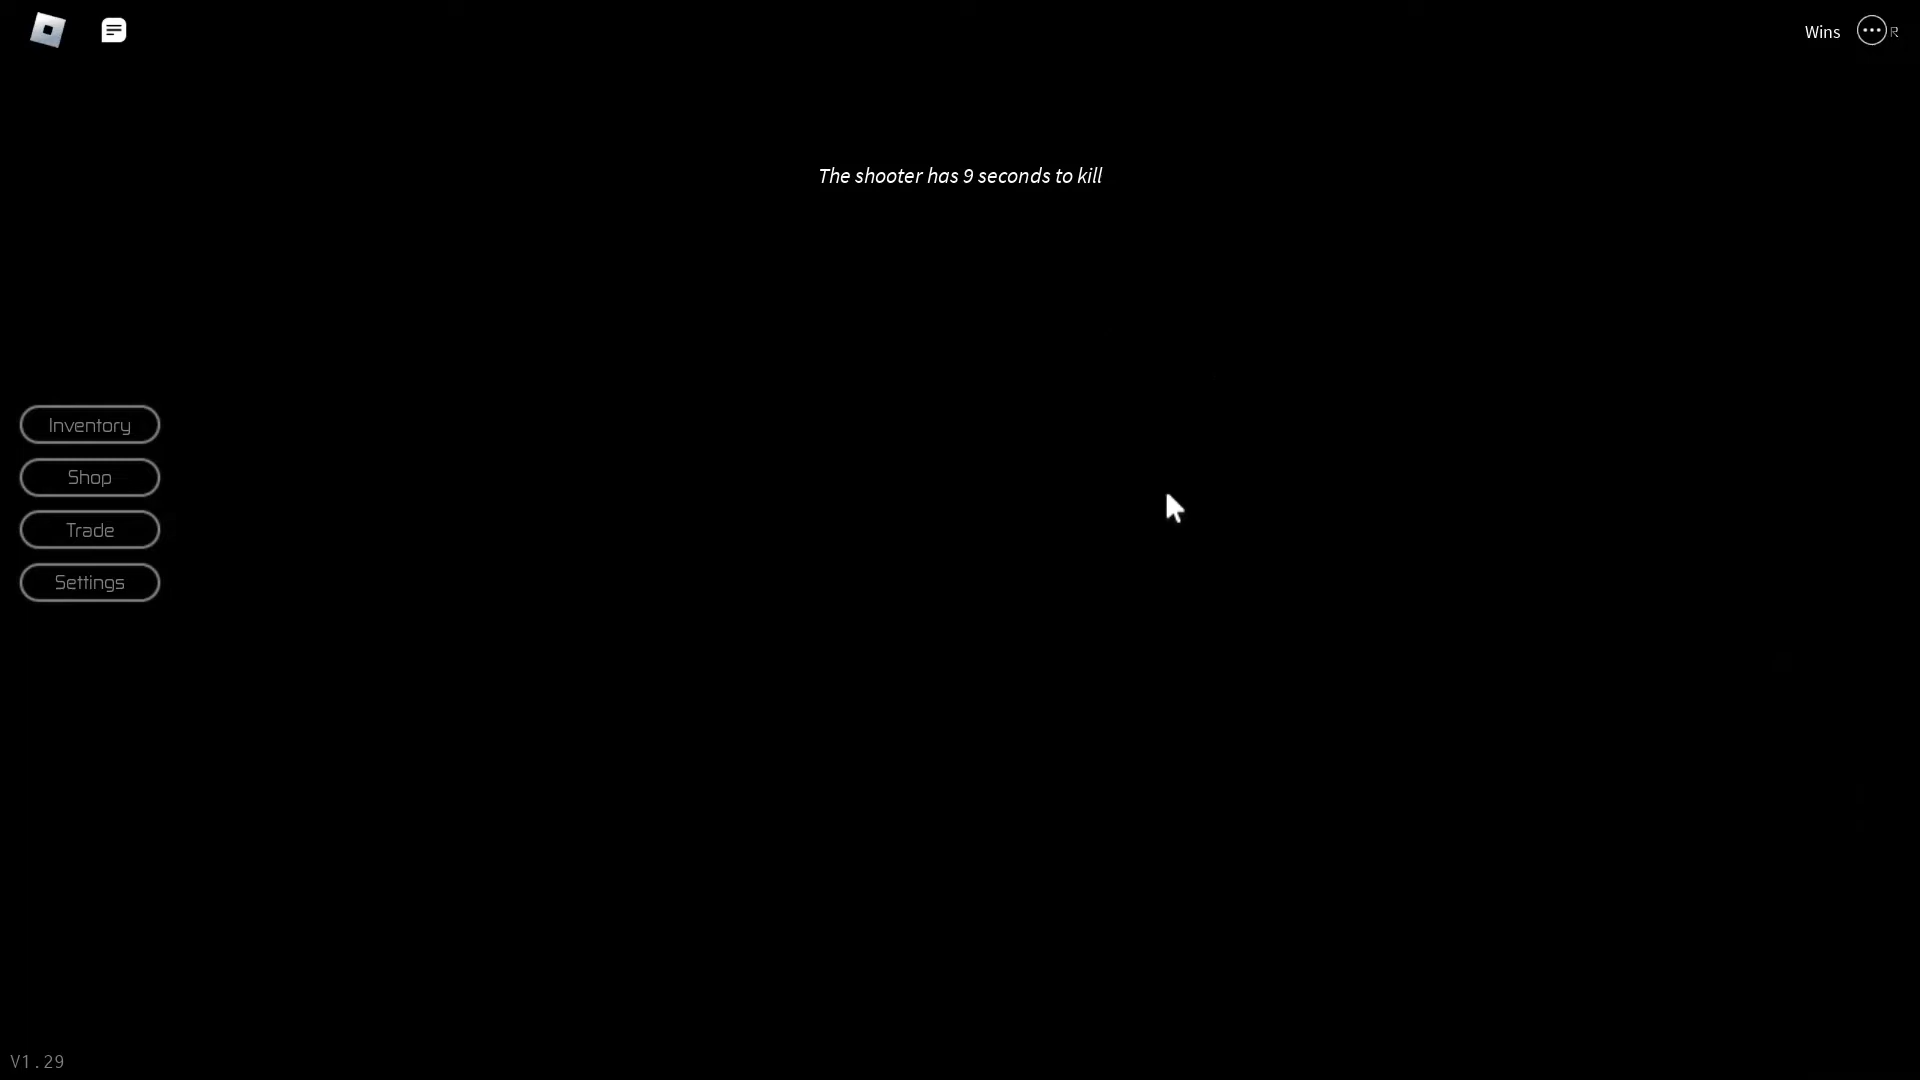 Wins
R
The shooter has 9 seconds to kill
Inventory
Shop
Trade
Settings
V1.29